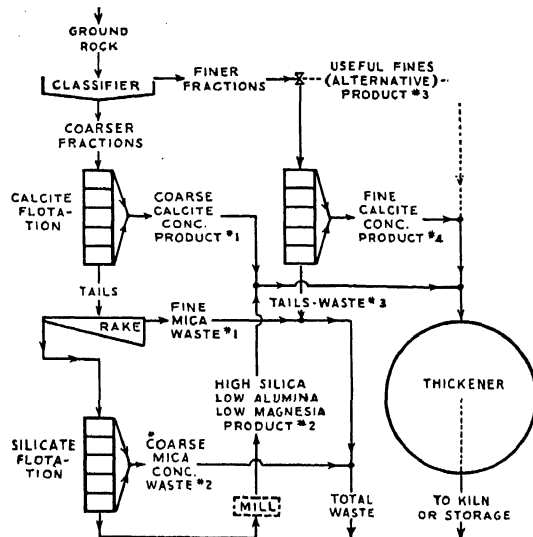 GROUND
ROCK
CLASSIFIER
FINER
FRACTIONS
USEFUL FINES
(ALTERNATIVE)-
PRODUCT #3
COARSER
FRACTIONS
CALCITE
FLOTA-
TION
COARSE
CALCITE
CONC.
PRODUCT #1
FINE
CALCITE
CONC.
PRODUCT #4
TAILS
TAILS-WASTE #3
RAKE
FINE
MICA
WASTE #1
THICKENER
HIGH SILICA
LOW ALUMINA
LOW MAGNESIA
PRODUCT #2
SILICATE
FLOTA-
TION
COARSE
MICA
CONC.
WASTE #2
MILL
TOTAL
WASTE
TO KILN
OR STORAGE